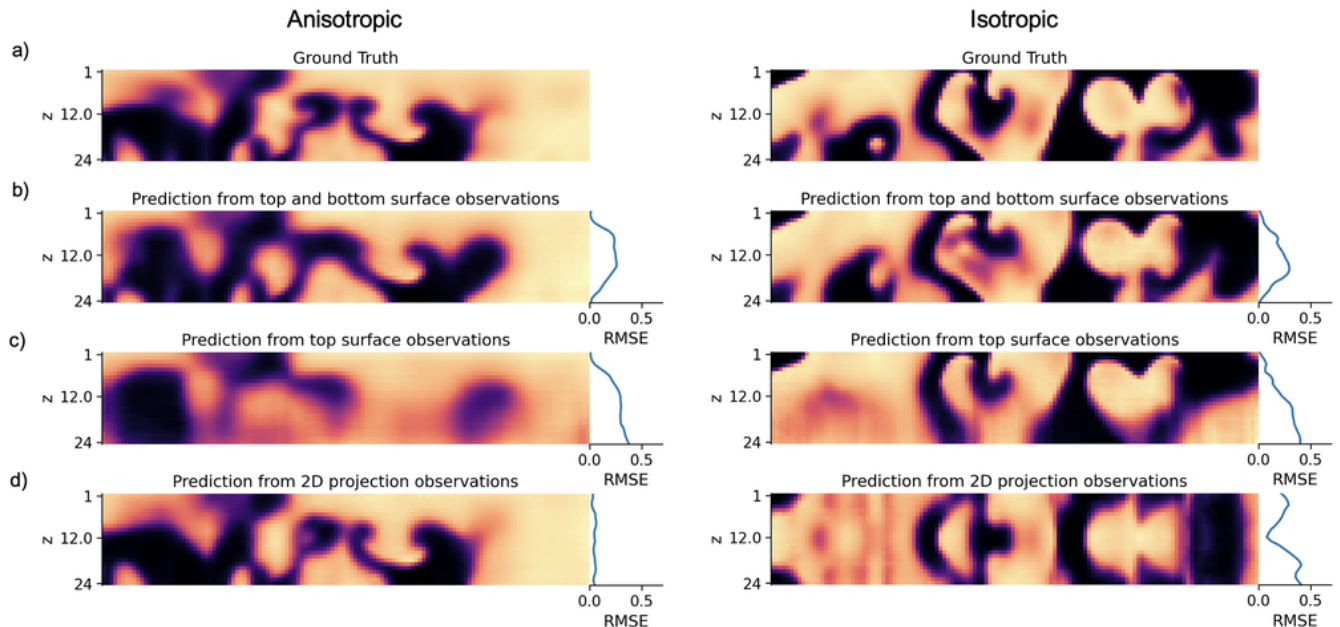 Anisotropic Isotropic
a)
Ground Truth Ground Truth
1 1
z 12.0 z 12.0
24 24
b)
Prediction from top and bottom surface observations Prediction from top and bottom surface observations
1 1
z 12.0 z 12.0
24 24
0.0 0.5 0.0 0.5
RMSE RMSE
c)
Prediction from top surface observations Prediction from top surface observations
1 1
z 12.0 z 12.0
24 24
0.0 0.5 0.0 0.5
RMSE RMSE
d)
Prediction from 2D projection observations Prediction from 2D projection observations
1 1
z 12.0 z 12.0
24 24
0.0 0.5 0.0 0.5
RMSE RMSE